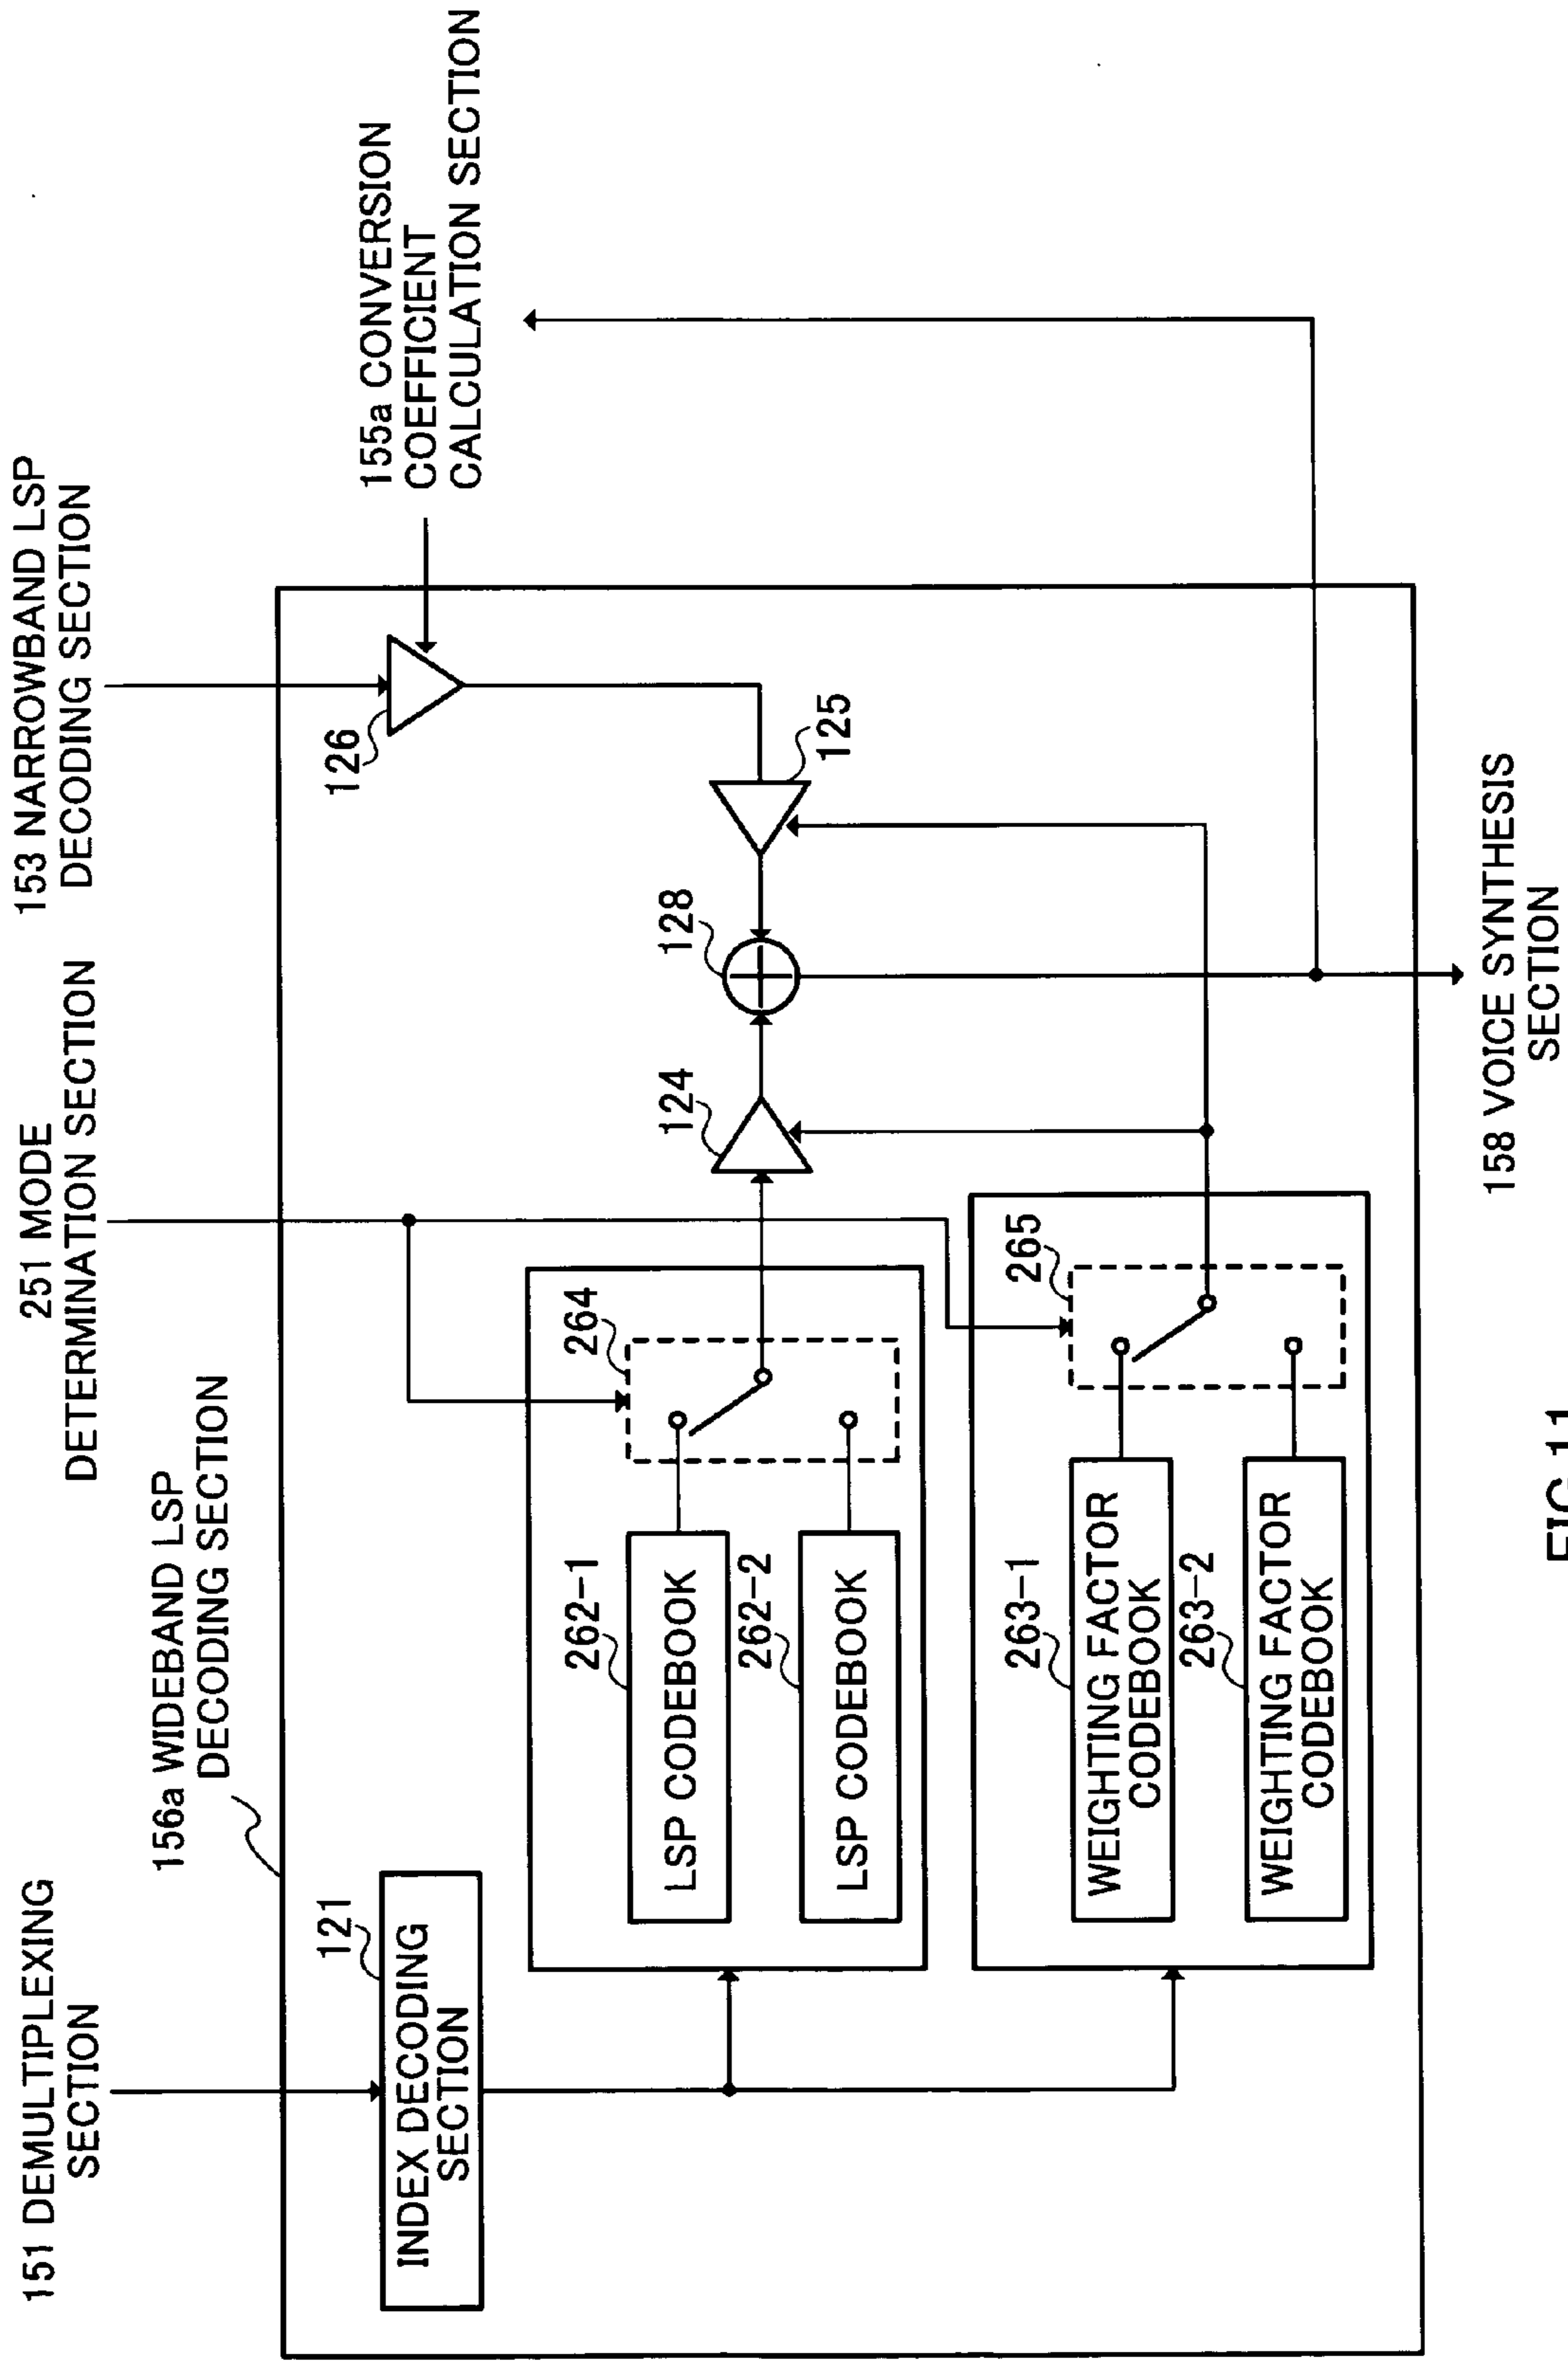 151 DEMULTIPLEXING
SECTION
251 MODE
DETERMINATION SECTION
153 NARROWBAND LSP
DECODING SECTION
156a WIDEBAND LSP
DECODING SECTION
121
INDEX DECODING
SECTION
126
155a CONVERSION
COEFFICIENT
CALCULATION SECTION
262-1
LSP CODEBOOK
264
124
128
125
262-2
LSP CODEBOOK
263-1
WEIGHTING FACTOR
CODEBOOK
265
263-2
WEIGHTING FACTOR
CODEBOOK
158 VOICE SYNTHESIS
SECTION
FIG.11